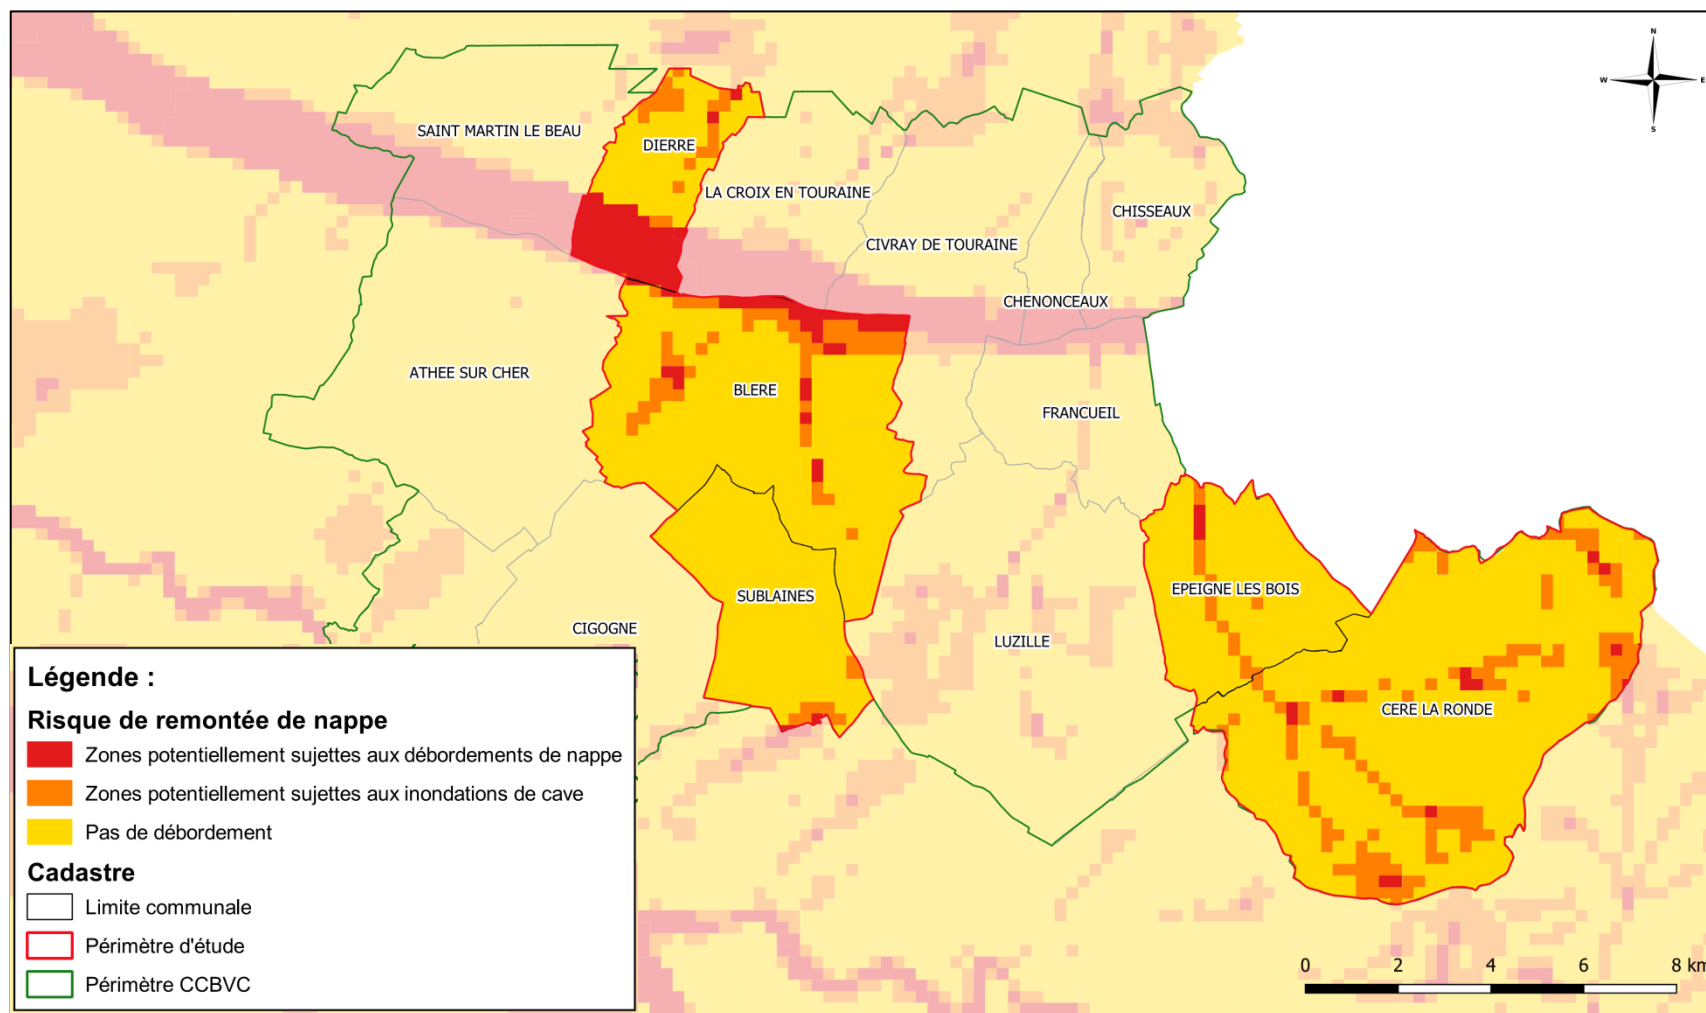 N
W
E
S
SAINT MARTIN LE BEAU
DIERRE
LA CROIX EN TOURAINE
CHISSEAUX
CIVRAY DE TOURAINE
CHENONCEAUX
ATHEE SUR CHER
BLERE
FRANCUEIL
EPEIGNE LES BOIS
SUBLAINES
CIGOGNE
LUZILLE
CERE LA RONDE
Légende :
Risque de remontée de nappe
Zones potentiellement sujettes aux débordements de nappe
Zones potentiellement sujettes aux inondations de cave
Pas de débordement
Cadastre
Limite communale
Périmètre d'étude
Périmètre CCBVC
0 2 4 6 8 km